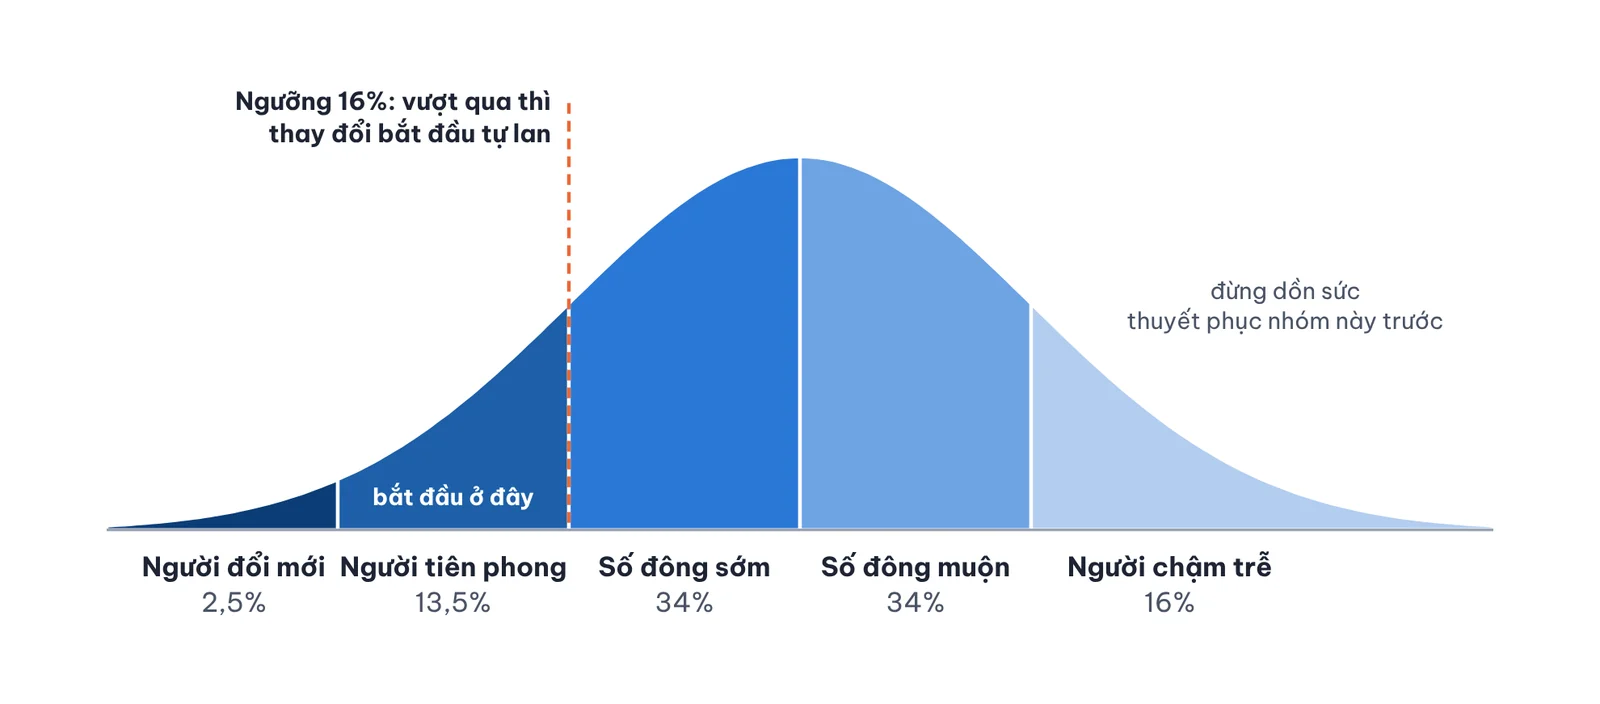 Ngưỡng 16%: vượt qua thì
thay đổi bắt đầu tự lan
đừng dồn sức
thuyết phục nhóm này trước
bắt đầu ở đây
Người đổi mới
2,5%
Người tiên phong
13,5%
Số đông sớm
34%
Số đông muộn
34%
Người chậm trễ
16%